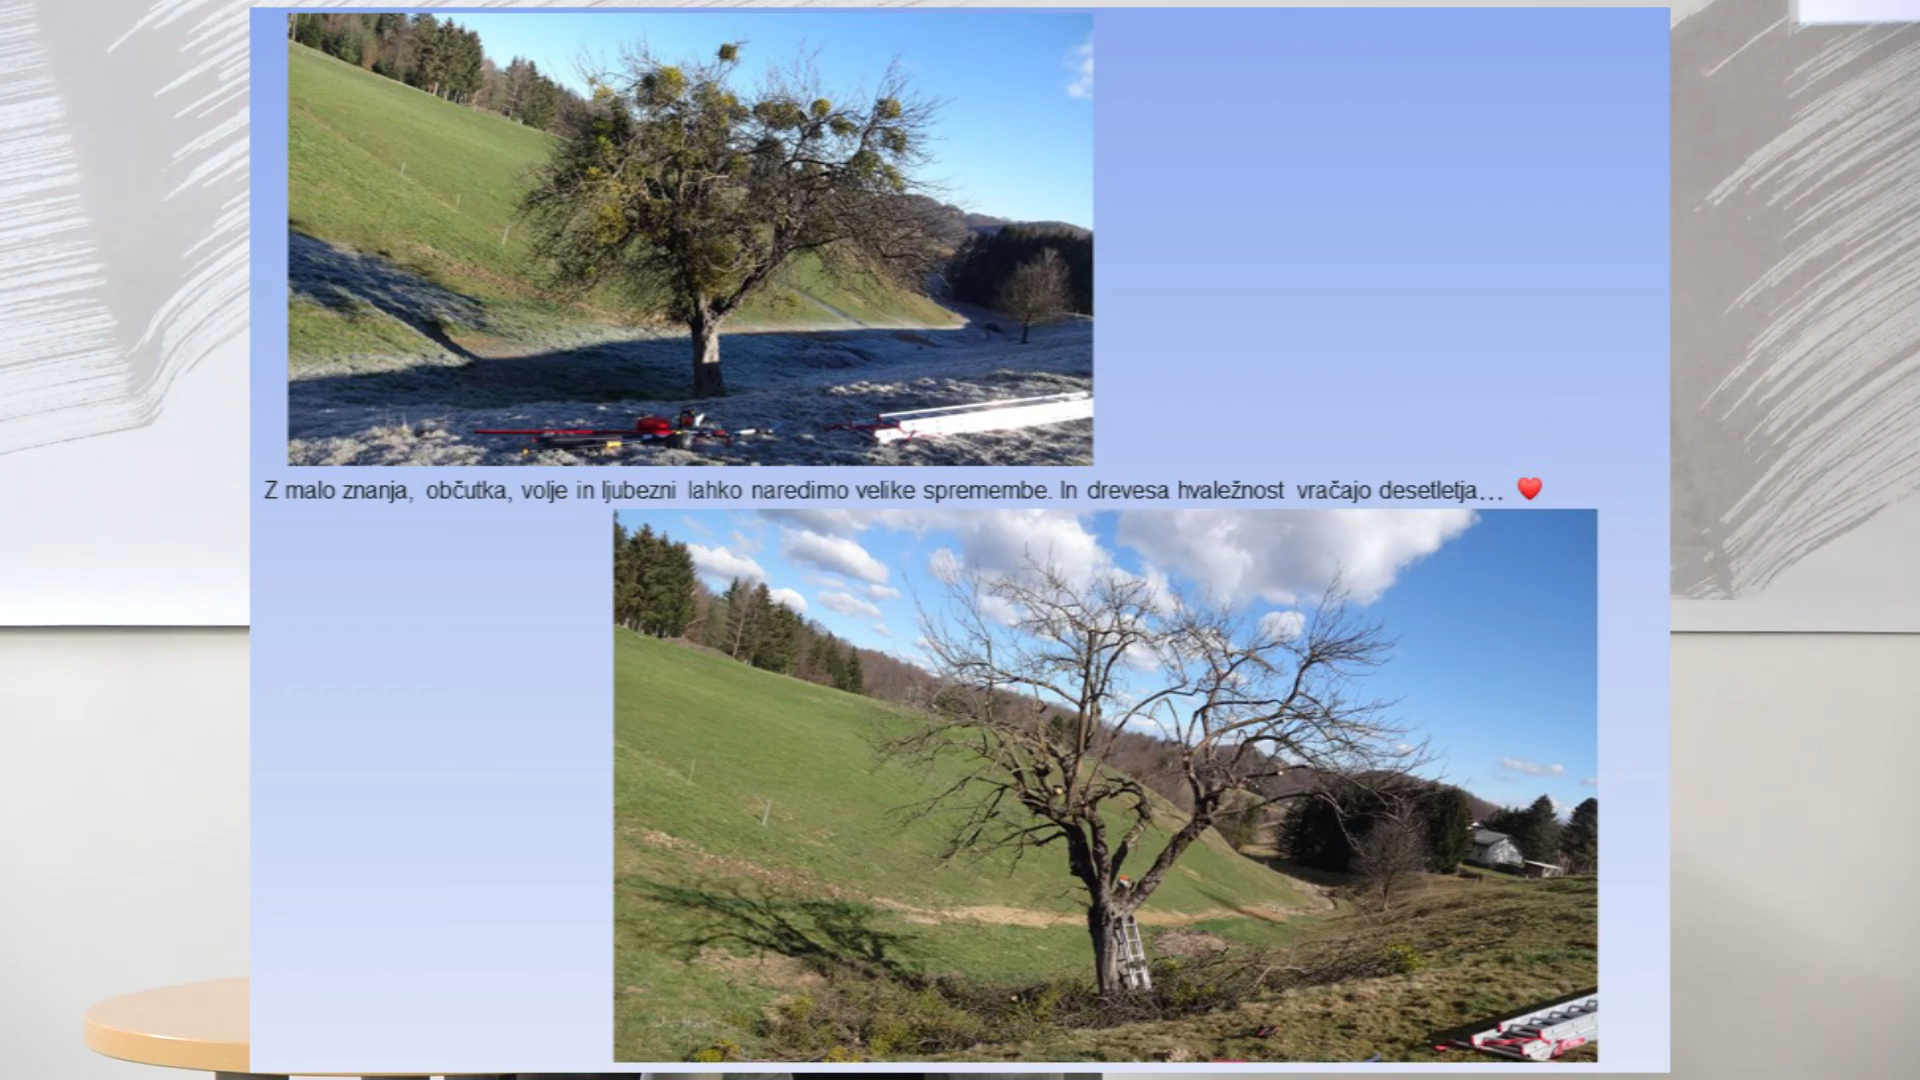 Z malo znanja, občutka, volje in ljubezni lahko naredimo velike spremembe. In drevesa hvaležnost vračajo desetletja... ❤️